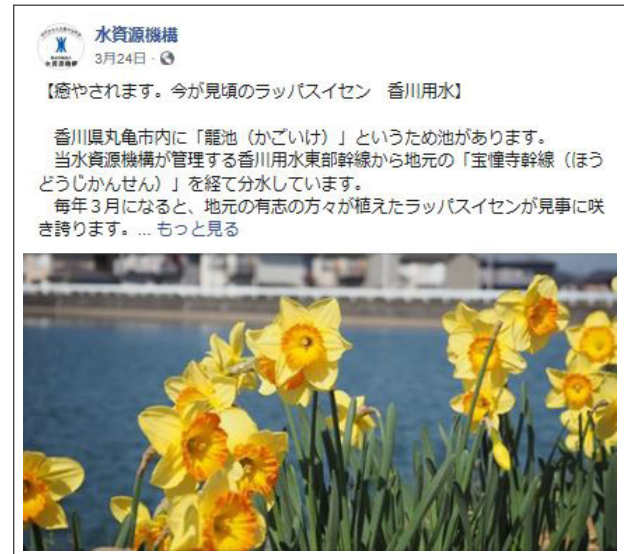 水資源機構
3月24日
【癒やされます。今が見頃のラッパスイセン　香川用水】
香川県丸亀市内に「籠池（かごいけ）」というため池があります。
当水資源機構が管理する香川用水東部幹線から地元の「宝憧寺幹線（ほう
どうじかんせん）」を経て分水しています。
毎年３月になると、地元の有志の方々が植えたラッパスイセンが見事に咲
き誇ります。... もっと見る